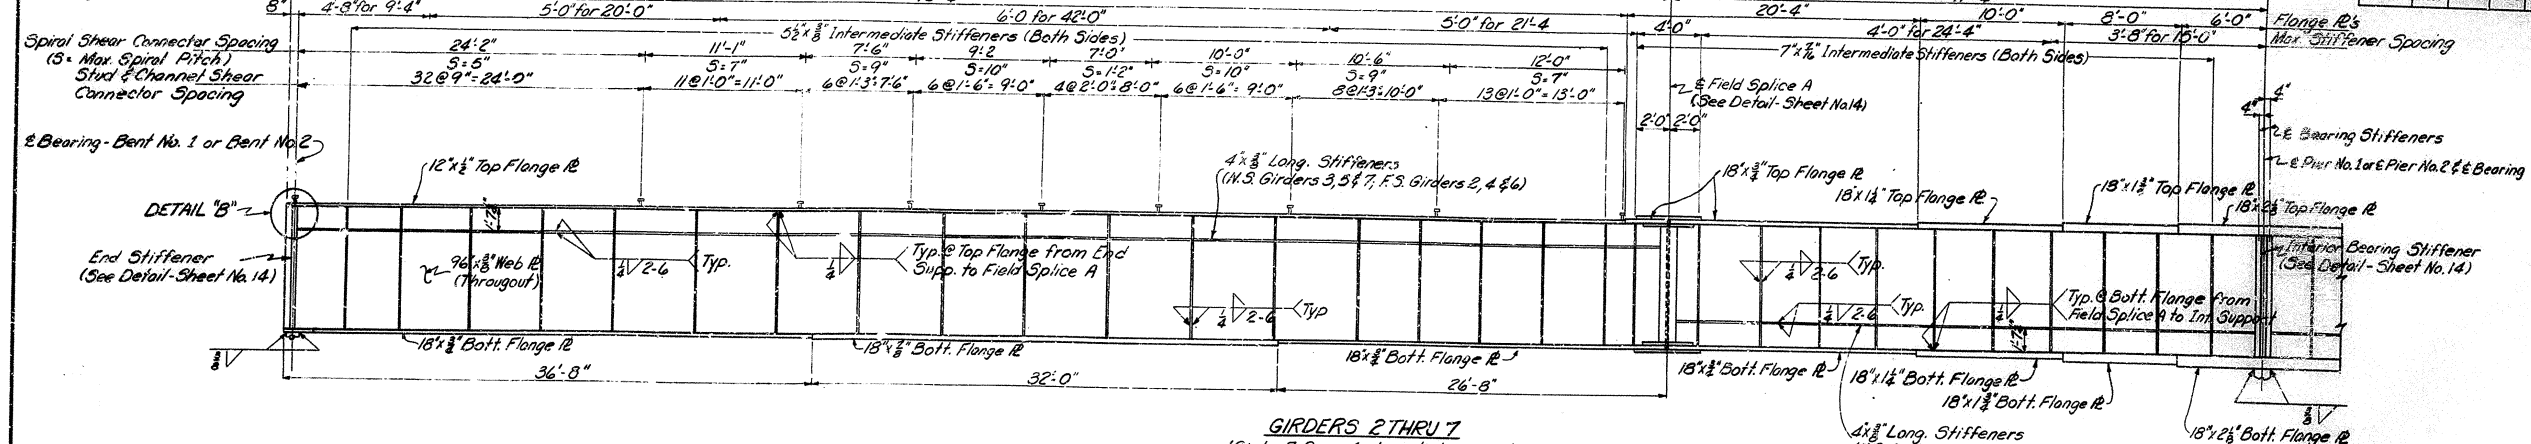 8" 4'-8" for 9'-4" 5'-0" for 20'-0" 6'-0 for 42'-0" 5'-0" for 21'-4 20'-4" 10'-0" 8'-0" 6'-0" Flange ℞'s
4'-0" 4'-0" for 24'-4" 3'-8" for 15'-0" Max. Stiffener Spacing
5½"x⅜" Intermediate Stiffeners (Both Sides)
7"x7/16" Intermediate Stiffeners (Both Sides)
Spiral Shear Connector Spacing
(S= Max. Spiral Pitch)
24'-2" 11'-1" 7'-6" 9'-2 7'-0" 10'-0" 10'-6" 12'-0"
S=5" S=7" S=9" S=10" S=1'-2" S=10" S=9" S=7"
Stud & Channel Shear
Connector Spacing
32@9"=24'-0" 11@1'-0"=11'-0" 6@1'-3=7'-6" 6@1'-6"=9'-0" 4@2'-0=8'-0" 6@1'-6"=9'-0" 8@1'-3=10'-0" 13@1'-0"=13'-0"
℄ Field Splice A
(See Detail-Sheet No.14)
2'-0" 2'-0"
4" 4"
℄ Bearing Stiffeners
℄ Pier No.1 or ℄ Pier No.2 & ℄ Bearing
℄ Bearing-Bent No. 1 or Bent No. 2
12"x½" Top Flange ℞
4"x⅜" Long. Stiffeners
(N.S. Girders 3,5&7; F.S. Girders 2,4&6)
18"x¾" Top Flange ℞
18"x1¼" Top Flange ℞
18"x1¾" Top Flange ℞
18"x2⅛" Top Flange ℞
DETAIL "B"
End Stiffener
(See Detail-Sheet No. 14)
96"x⅜" Web ℞
(Througout)
¼ 2-6 Typ.
¼ Typ. @ Top Flange from End
Supp. to Field Splice A
¼ 2-6 Typ
¼ 2-6 Typ.
¼ 2-6 Typ.
¼ Typ. @ Bott. Flange from
Field Splice A to Int. Support
Interior Bearing Stiffener
(See Detail-Sheet No. 14)
18"x¾" Bott. Flange ℞
18"x⅞" Bott. Flange ℞
18"x¾" Bott. Flange ℞
18"x¾" Bott. Flange ℞
18"x1¼" Bott. Flange ℞
18"x1¾" Bott. Flange ℞
18"x2⅛" Bott. Flange ℞
36'-8" 32'-0" 26'-8"
4"x⅜" Long. Stiffeners
GIRDERS 2 THRU 7